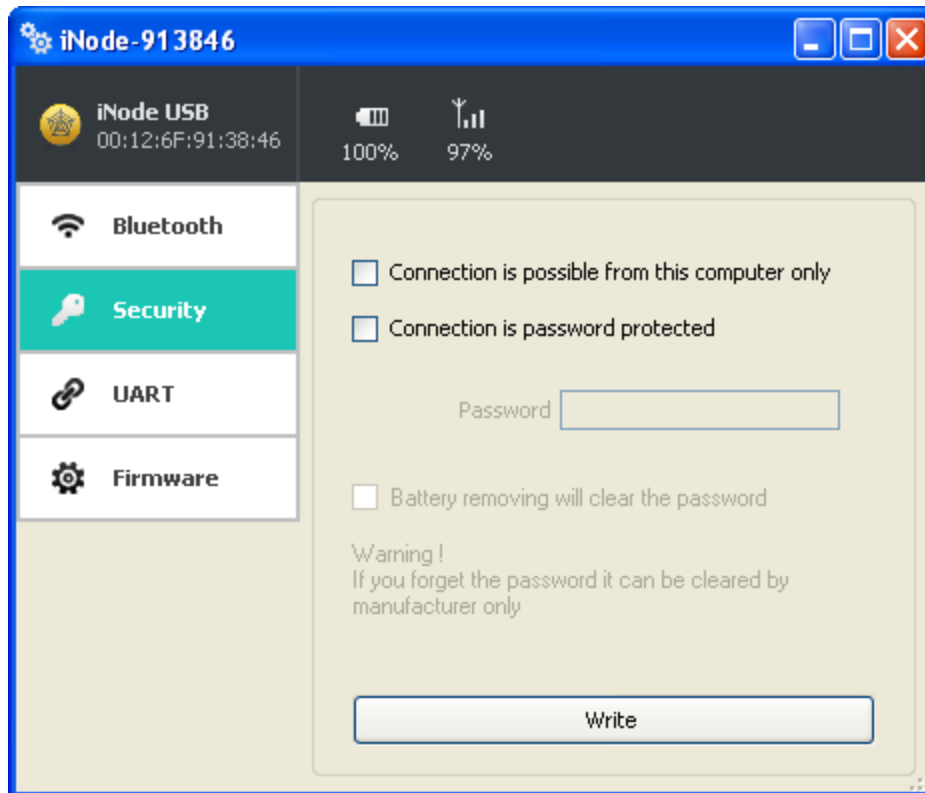 iNode-913846
iNode USB
00:12:6F:91:38:46
100%
97%
Bluetooth
Security
UART
Firmware
Connection is possible from this computer only
Connection is password protected
Password
Battery removing will clear the password
Warning !
If you forget the password it can be cleared by
manufacturer only
Write